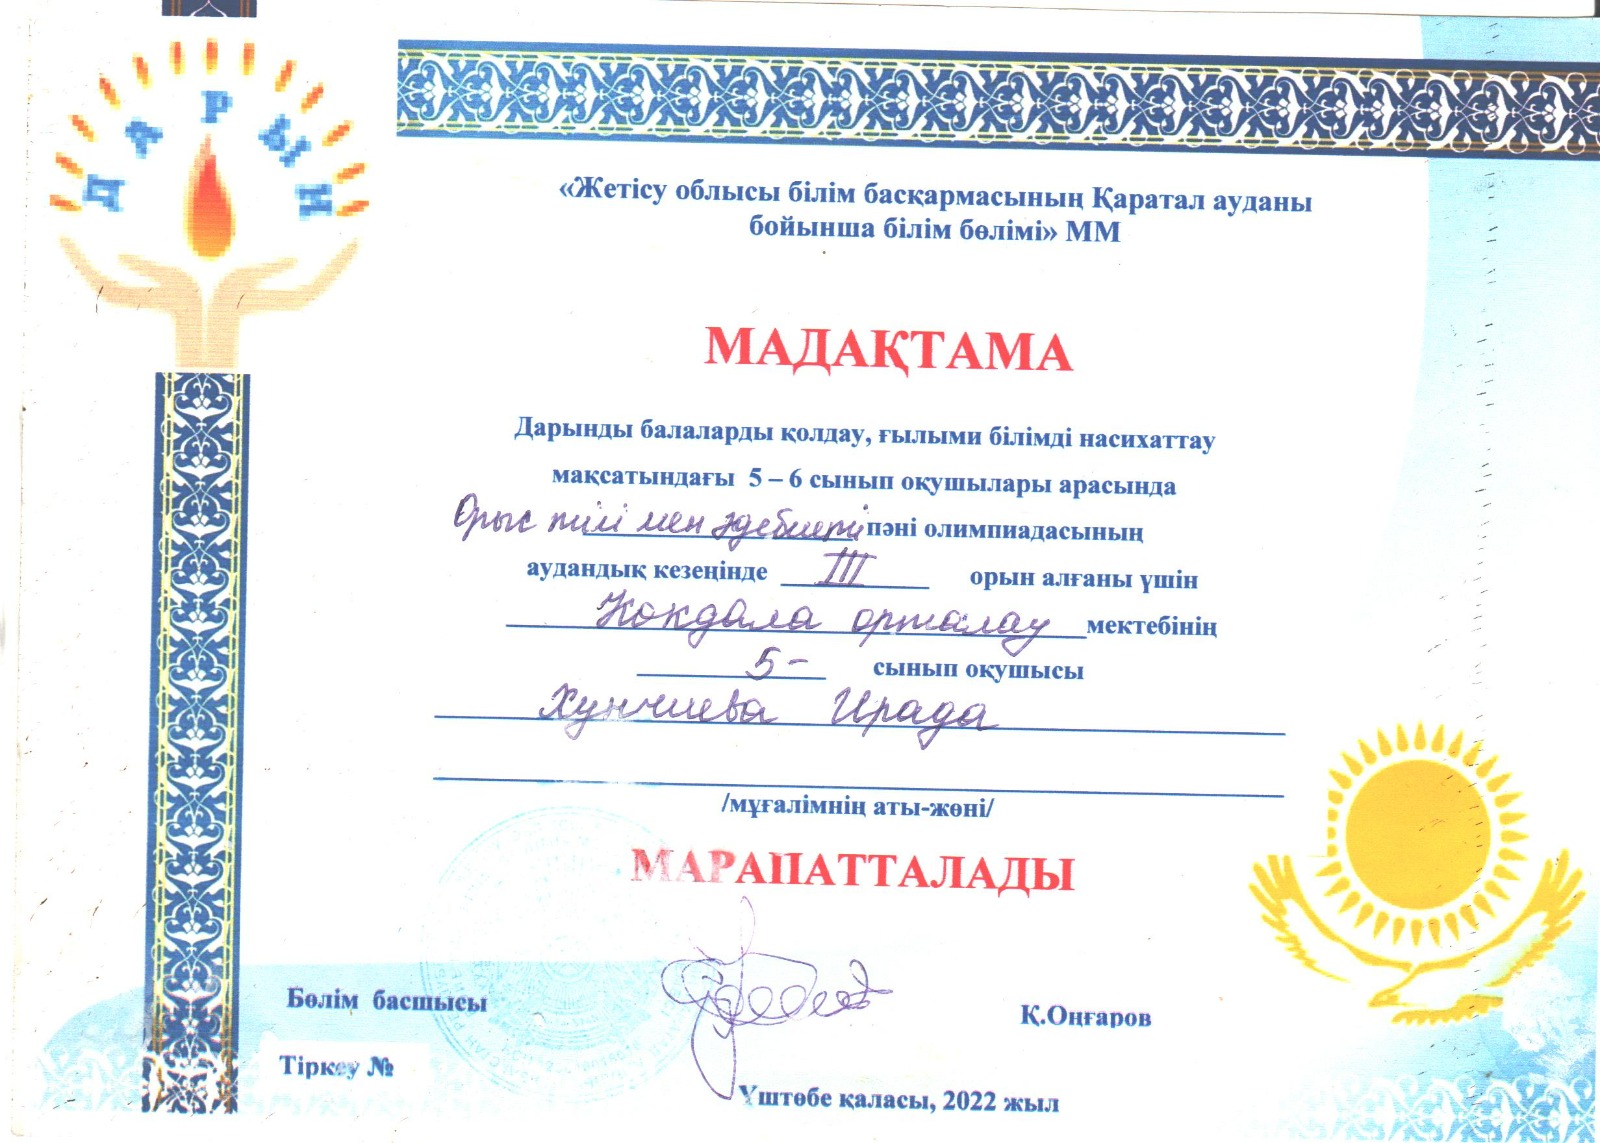 ДАРЫН
«Жетісу облысы білім басқармасының Қаратал ауданы
бойынша білім бөлімі» ММ
МАДАҚТАМА
Дарынды балаларды қолдау, ғылыми білімді насихаттау
мақсатындағы 5 – 6 сынып оқушылары арасында
Орыс тілі мен әдебиеті пәні олимпиадасының
аудандық кезеңінде III орын алғаны үшін
Кокдала орталау мектебінің
5- сынып оқушысы
Хунчиева Ирада
/мұғалімнің аты-жөні/
МАРАПАТТАЛАДЫ
Бөлім басшысы
Қ.Оңғаров
Тіркеу №
Үштөбе қаласы, 2022 жыл